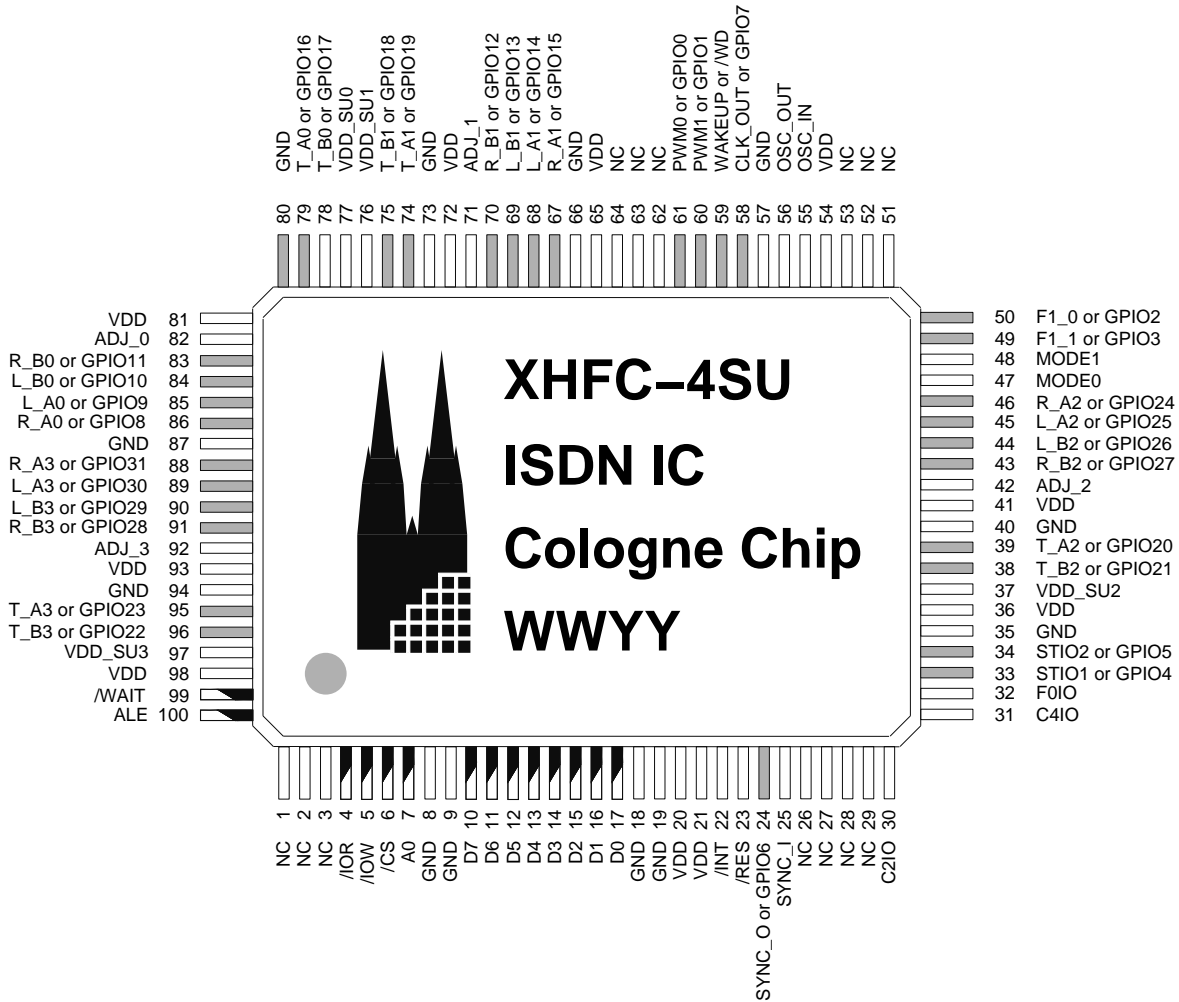 GND
T_A0 or GPIO16
T_B0 or GPIO17
VDD_SU0
VDD_SU1
T_B1 or GPIO18
T_A1 or GPIO19
GND
VDD
ADJ_1
R_B1 or GPIO12
L_B1 or GPIO13
L_A1 or GPIO14
R_A1 or GPIO15
GND
VDD
NC
NC
NC
PWM0 or GPIO0
PWM1 or GPIO1
WAKEUP or /WD
CLK_OUT or GPIO7
GND
OSC_OUT
OSC_IN
VDD
NC
NC
NC
80 79 78 77 76 75 74 73 72 71 70 69 68 67 66 65 64 63 62 61 60 59 58 57 56 55 54 53 52 51
VDD 81
ADJ_0 82
R_B0 or GPIO11 83
L_B0 or GPIO10 84
L_A0 or GPIO9 85
R_A0 or GPIO8 86
GND 87
R_A3 or GPIO31 88
L_A3 or GPIO30 89
L_B3 or GPIO29 90
R_B3 or GPIO28 91
ADJ_3 92
VDD 93
GND 94
T_A3 or GPIO23 95
T_B3 or GPIO22 96
VDD_SU3 97
VDD 98
/WAIT 99
ALE 100
XHFC–4SU
ISDN IC
Cologne Chip
WWYY
50 F1_0 or GPIO2
49 F1_1 or GPIO3
48 MODE1
47 MODE0
46 R_A2 or GPIO24
45 L_A2 or GPIO25
44 L_B2 or GPIO26
43 R_B2 or GPIO27
42 ADJ_2
41 VDD
40 GND
39 T_A2 or GPIO20
38 T_B2 or GPIO21
37 VDD_SU2
36 VDD
35 GND
34 STIO2 or GPIO5
33 STIO1 or GPIO4
32 F0IO
31 C4IO
NC 1
NC 2
NC 3
/IOR 4
/IOW 5
/CS 6
A0 7
GND 8
GND 9
D7 10
D6 11
D5 12
D4 13
D3 14
D2 15
D1 16
D0 17
GND 18
GND 19
VDD 20
VDD 21
/INT 22
/RES 23
SYNC_O or GPIO6 24
SYNC_I 25
NC 26
NC 27
NC 28
NC 29
C2IO 30